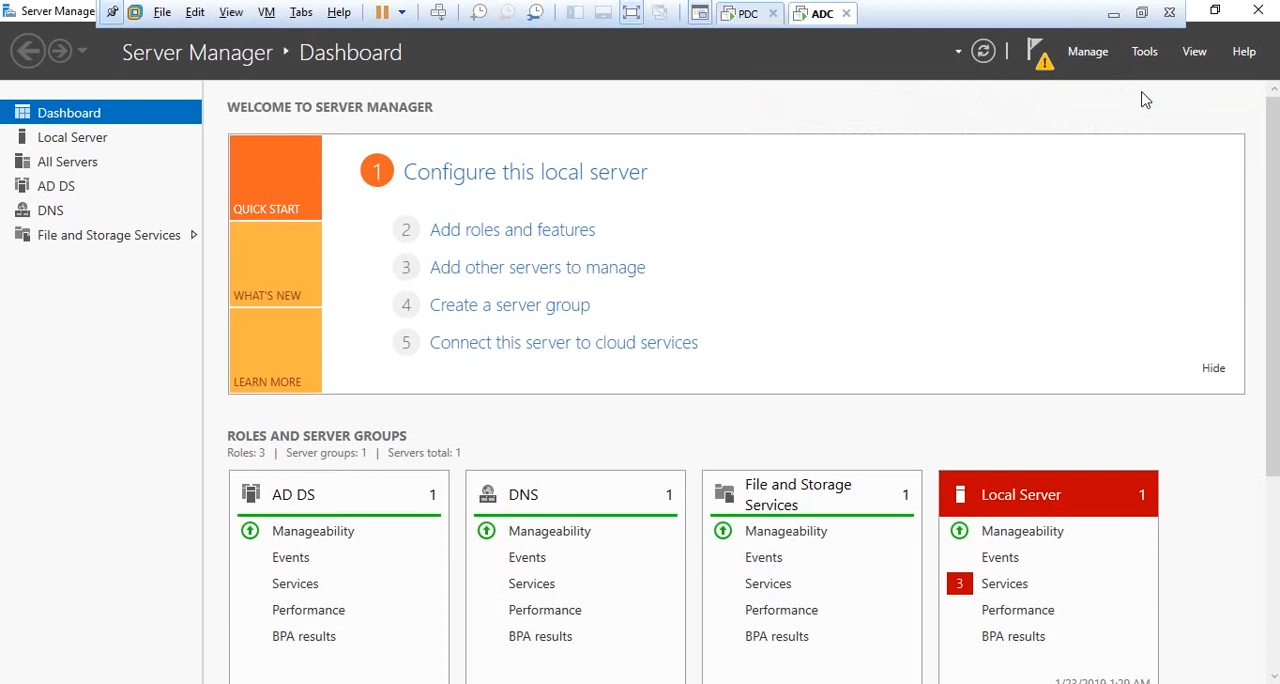 Server Manage
File Edit View VM Tabs Help
PDC
ADC
Server Manager Dashboard
Manage Tools View Help
Dashboard
Local Server
All Servers
AD DS
DNS
File and Storage Services
WELCOME TO SERVER MANAGER
QUICK START
WHAT'S NEW
LEARN MORE
1 Configure this local server
2 Add roles and features
3 Add other servers to manage
4 Create a server group
5 Connect this server to cloud services
Hide
ROLES AND SERVER GROUPS
Roles: 3 | Server groups: 1 | Servers total: 1
AD DS 1
Manageability
Events
Services
Performance
BPA results
DNS 1
Manageability
Events
Services
Performance
BPA results
File and Storage
Services 1
Manageability
Events
Services
Performance
BPA results
Local Server 1
Manageability
Events
3 Services
Performance
BPA results
1/23/2019 1:29 AM